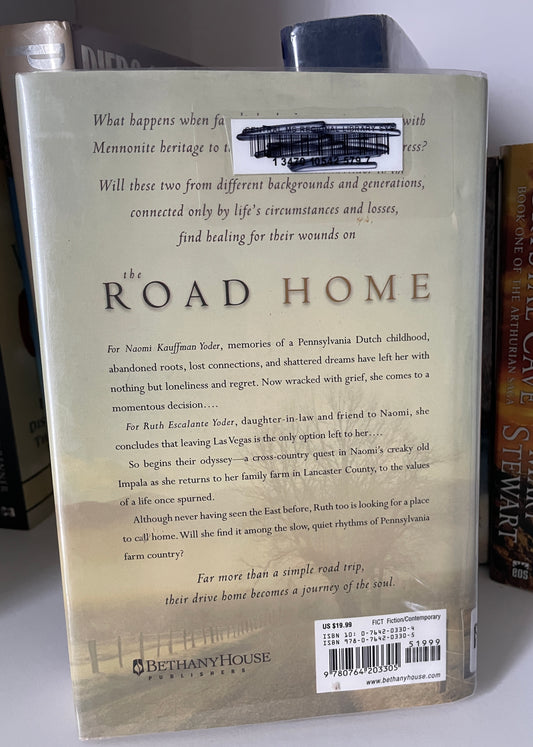 What happens when fa with
Mennonite heritage to t ress?
Will these two from different backgrounds and generations,
connected only by life's circumstances and losses,
find healing for their wounds on
the
ROAD HOME
For Naomi Kauffman Yoder, memories of a Pennsylvania Dutch childhood,
abandoned roots, lost connections, and shattered dreams have left her with
nothing but loneliness and regret. Now wracked with grief, she comes to a
momentous decision....
For Ruth Escalante Yoder, daughter-in-law and friend to Naomi, she
concludes that leaving Las Vegas is the only option left to her....
So begins their odyssey—a cross-country quest in Naomi's creaky old
Impala as she returns to her family farm in Lancaster County, to the values
of a life once spurned.
Although never having seen the East before, Ruth too is looking for a place
to call home. Will she find it among the slow, quiet rhythms of Pennsylvania
farm country?
Far more than a simple road trip,
their drive home becomes a journey of the soul.
BETHANYHOUSE
PUBLISHERS
US $19.99 FICT Fiction/Contemporary
ISBN 10: 0-7642-0330-4
ISBN 978-0-7642-0330-5
51999
9 780764 203305
www.bethanyhouse.com
CAVE
BOOK ONE OF THE ARTHURIAN SAGA
STEWART
eos